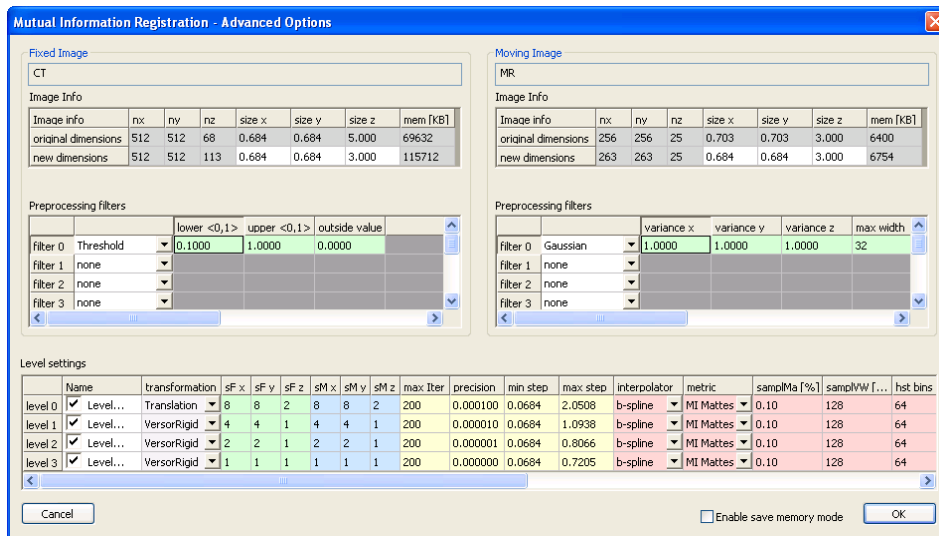 Mutual Information Registration - Advanced Options
Fixed Image
CT
Image Info
Image info nx ny nz size x size y size z mem [KB]
original dimensions 512 512 68 0.684 0.684 5.000 69632
new dimensions 512 512 113 0.684 0.684 3.000 115712
Preprocessing filters
lower <0,1> upper <0,1> outside value
filter 0 Threshold 0.1000 1.0000 0.0000
filter 1 none
filter 2 none
filter 3 none
Moving Image
MR
Image Info
Image info nx ny nz size x size y size z mem [KB]
original dimensions 256 256 25 0.703 0.703 3.000 6400
new dimensions 263 263 25 0.684 0.684 3.000 6754
Preprocessing filters
variance x variance y variance z max width
filter 0 Gaussian 1.0000 1.0000 1.0000 32
filter 1 none
filter 2 none
filter 3 none
Level settings
Name transformation sF x sF y sF z sM x sM y sM z max Iter precision min step max step interpolator metric samplMa [%] samplVW [... hst bins
level 0 Level... Translation 8 8 2 8 8 2 200 0.000100 0.0684 2.0508 b-spline MI Mattes 0.10 128 64
level 1 Level... VersorRigid 4 4 1 4 4 1 200 0.000010 0.0684 1.0938 b-spline MI Mattes 0.10 128 64
level 2 Level... VersorRigid 2 2 1 2 2 1 200 0.000001 0.0684 0.8066 b-spline MI Mattes 0.10 128 64
level 3 Level... VersorRigid 1 1 1 1 1 1 200 0.000000 0.0684 0.7205 b-spline MI Mattes 0.10 128 64
Cancel Enable save memory mode OK